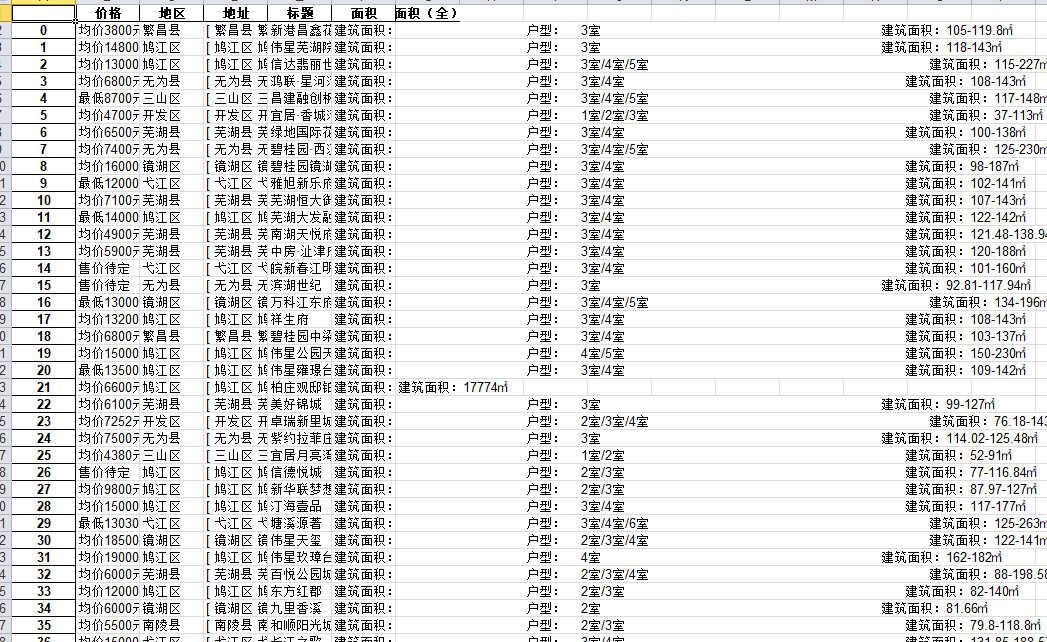 价格 地区 地址 标题 面积 面积（全）
0 均价3800元 繁昌县 [ 繁昌县 繁 新港昌鑫花 建筑面积： 户型： 3室 建筑面积：105-119.8㎡
1 均价14800 鸠江区 [ 鸠江区 鸠 伟星芜湖院 建筑面积： 户型： 3室 建筑面积：118-143㎡
2 均价13000 鸠江区 [ 鸠江区 鸠 信达翡丽世 建筑面积： 户型： 3室/4室/5室 建筑面积：115-227㎡
3 均价6800元 无为县 [ 无为县 无 鸿联·星河 建筑面积： 户型： 3室/4室 建筑面积：108-143㎡
4 最低8700元 三山区 [ 三山区 三 昌建融创桥 建筑面积： 户型： 3室/4室/5室 建筑面积：117-148㎡
5 均价4700元 开发区 [ 开发区 开 宜居·香城 建筑面积： 户型： 1室/2室/3室 建筑面积：37-113㎡
6 均价6500元 芜湖县 [ 芜湖县 芜 绿地国际花 建筑面积： 户型： 3室/4室 建筑面积：100-138㎡
7 均价7400元 无为县 [ 无为县 无 碧桂园·西 建筑面积： 户型： 3室/4室/5室 建筑面积：125-230㎡
8 均价16000 镜湖区 [ 镜湖区 镜 碧桂园镜湖 建筑面积： 户型： 3室/4室 建筑面积：98-187㎡
9 最低12000 弋江区 [ 弋江区 弋 雅旭新乐府 建筑面积： 户型： 3室/4室 建筑面积：102-141㎡
10 均价7100元 芜湖县 [ 芜湖县 芜 芜湖恒大御 建筑面积： 户型： 3室/4室 建筑面积：107-143㎡
11 最低14000 鸠江区 [ 鸠江区 鸠 芜湖大发融 建筑面积： 户型： 3室/4室 建筑面积：122-142㎡
12 均价4900元 芜湖县 [ 芜湖县 芜 南湖天悦府 建筑面积： 户型： 3室/4室 建筑面积：121.48-138.94
13 均价5900元 芜湖县 [ 芜湖县 芜 中房·沚津府 建筑面积： 户型： 3室/4室 建筑面积：120-188㎡
14 售价待定 弋江区 [ 弋江区 弋 皖新春江明 建筑面积： 户型： 3室/4室 建筑面积：101-160㎡
15 售价待定 无为县 [ 无为县 无 滨湖世纪 建筑面积： 户型： 3室 建筑面积：92.81-117.94㎡
16 最低13000 镜湖区 [ 镜湖区 镜 万科江东府 建筑面积： 户型： 3室/4室/5室 建筑面积：134-196㎡
17 均价13200 鸠江区 [ 鸠江区 鸠 祥生府 建筑面积： 户型： 3室/4室 建筑面积：108-143㎡
18 均价6800元 繁昌县 [ 繁昌县 繁 碧桂园中梁 建筑面积： 户型： 3室/4室 建筑面积：103-137㎡
19 均价15000 鸠江区 [ 鸠江区 鸠 伟星公园天 建筑面积： 户型： 4室/5室 建筑面积：150-230㎡
20 最低13500 鸠江区 [ 鸠江区 鸠 伟星雍璟台 建筑面积： 户型： 3室/4室 建筑面积：109-142㎡
21 均价6600元 鸠江区 [ 鸠江区 鸠 柏庄观邸铂 建筑面积： 建筑面积：17774㎡
22 均价6100元 芜湖县 [ 芜湖县 芜 美好锦城 建筑面积： 户型： 3室 建筑面积：99-127㎡
23 均价7252元 开发区 [ 开发区 开 卓瑞新里城 建筑面积： 户型： 2室/3室/4室 建筑面积：76.18-143
24 均价7500元 无为县 [ 无为县 无 紫约拉菲庄 建筑面积： 户型： 3室 建筑面积：114.02-125.48㎡
25 均价4380元 三山区 [ 三山区 三 宜居月亮湾 建筑面积： 户型： 1室/2室 建筑面积：52-91㎡
26 售价待定 鸠江区 [ 鸠江区 鸠 信德悦城 建筑面积： 户型： 2室/3室 建筑面积：77-116.84㎡
27 均价9800元 鸠江区 [ 鸠江区 鸠 新华联梦想 建筑面积： 户型： 2室/3室 建筑面积：87.97-127㎡
28 均价15000 鸠江区 [ 鸠江区 鸠 汀海壹品 建筑面积： 户型： 3室/4室 建筑面积：117-177㎡
29 最低13030 弋江区 [ 弋江区 弋 塘溪源著 建筑面积： 户型： 3室/4室/6室 建筑面积：125-263㎡
30 均价18500 镜湖区 [ 镜湖区 镜 伟星天玺 建筑面积： 户型： 2室/3室/4室 建筑面积：122-141㎡
31 均价19000 鸠江区 [ 鸠江区 鸠 伟星玖璋台 建筑面积： 户型： 4室 建筑面积：162-182㎡
32 均价6000元 芜湖县 [ 芜湖县 芜 百悦公园城 建筑面积： 户型： 2室/3室/4室 建筑面积：88-198.58
33 均价12000 鸠江区 [ 鸠江区 鸠 东方红郡 建筑面积： 户型： 2室/3室 建筑面积：82-140㎡
34 均价6000元 镜湖区 [ 镜湖区 镜 九里香溪 建筑面积： 户型： 2室 建筑面积：81.66㎡
35 均价5500元 南陵县 [ 南陵县 南 和顺阳光城 建筑面积： 户型： 2室/3室 建筑面积：79.8-118.8㎡